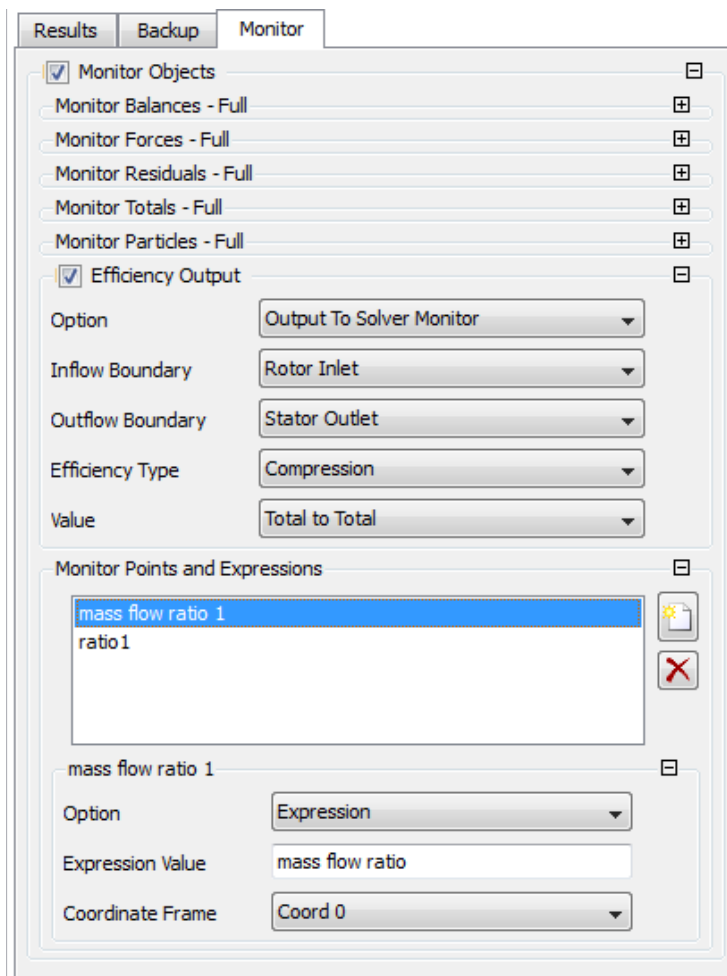 Results Backup Monitor
Monitor Objects
Monitor Balances - Full
Monitor Forces - Full
Monitor Residuals - Full
Monitor Totals - Full
Monitor Particles - Full
Efficiency Output
Option Output To Solver Monitor
Inflow Boundary Rotor Inlet
Outflow Boundary Stator Outlet
Efficiency Type Compression
Value Total to Total
Monitor Points and Expressions
mass flow ratio 1
ratio1
mass flow ratio 1
Option Expression
Expression Value mass flow ratio
Coordinate Frame Coord 0